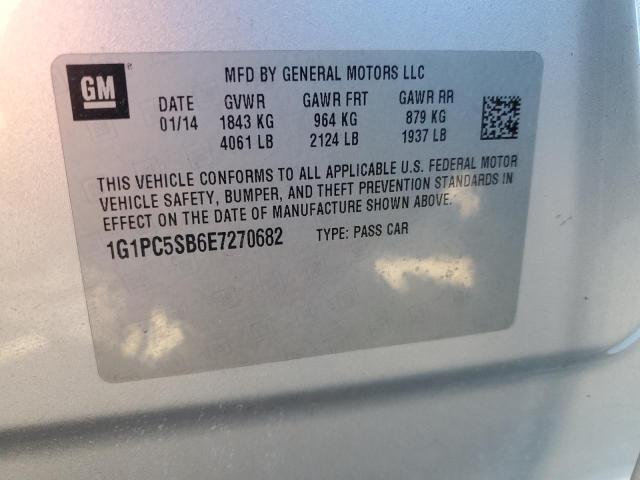 GM
MFD BY GENERAL MOTORS LLC
DATE GVWR GAWR FRT GAWR RR
01/14 1843 KG 964 KG 879 KG
4061 LB 2124 LB 1937 LB
THIS VEHICLE CONFORMS TO ALL APPLICABLE U.S. FEDERAL MOTOR
VEHICLE SAFETY, BUMPER, AND THEFT PREVENTION STANDARDS IN
EFFECT ON THE DATE OF MANUFACTURE SHOWN ABOVE.
1G1PC5SB6E7270682 TYPE: PASS CAR